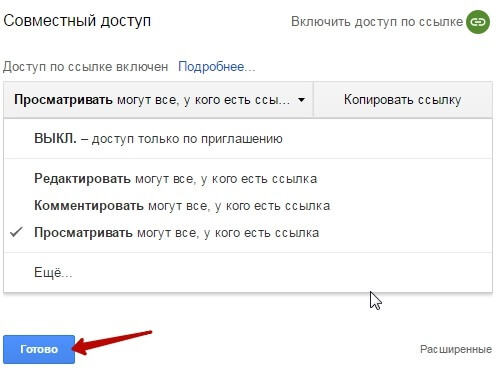 Совместный доступ
Включить доступ по ссылке
Доступ по ссылке включен Подробнее...
Просматривать могут все, у кого есть ссы...
Копировать ссылку
ВЫКЛ. – доступ только по приглашению
Редактировать могут все, у кого есть ссылка
Комментировать могут все, у кого есть ссылка
Просматривать могут все, у кого есть ссылка
Ещё...
Готово
Расширенные